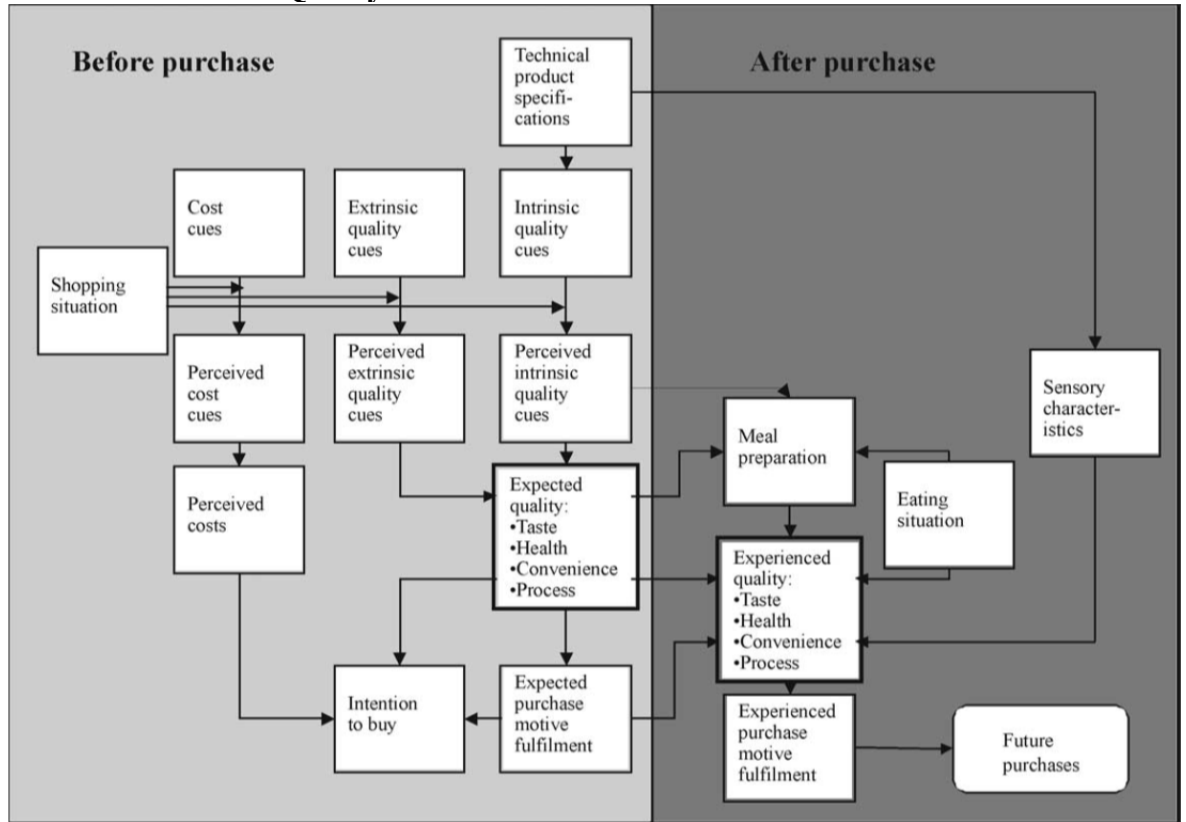 Before purchase
After purchase
Technical
product
specifi-
cations
Cost
cues
Extrinsic
quality
cues
Intrinsic
quality
cues
Shopping
situation
Perceived
cost
cues
Perceived
extrinsic
quality
cues
Perceived
intrinsic
quality
cues
Sensory
character-
istics
Meal
preparation
Perceived
costs
Expected
quality:
•Taste
•Health
•Convenience
•Process
Eating
situation
Experienced
quality:
•Taste
•Health
•Convenience
•Process
Intention
to buy
Expected
purchase
motive
fulfilment
Experienced
purchase
motive
fulfilment
Future
purchases